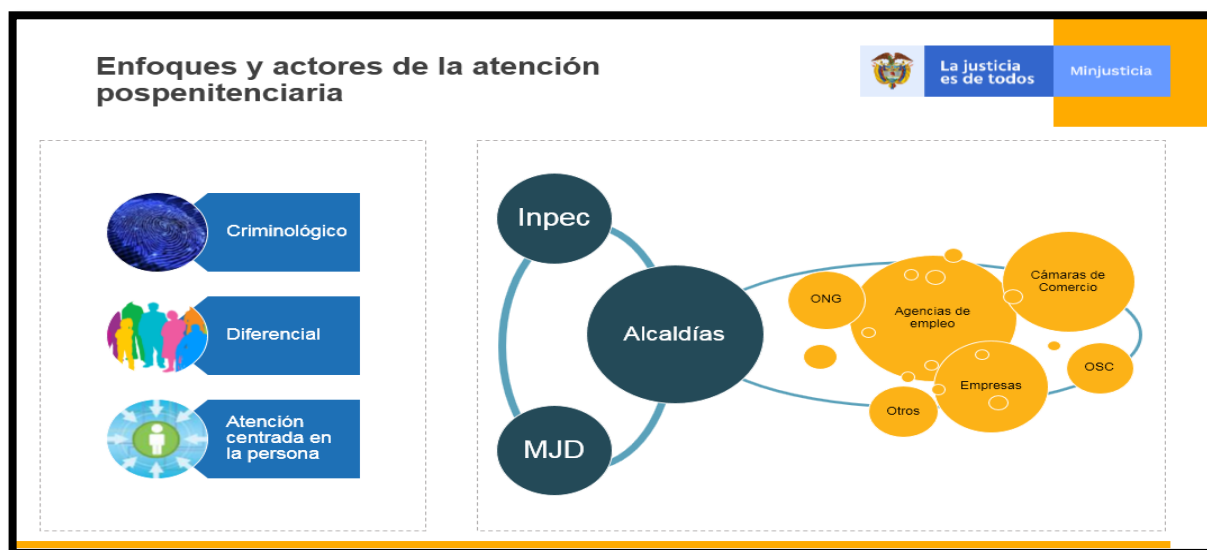 Enfoques y actores de la atención
pospenitenciaria
La justicia
es de todos
Minjusticia
Criminológico
Diferencial
Atención
centrada en
la persona
Inpec
Alcaldías
MJD
ONG
Agencias de
empleo
Cámaras de
Comercio
Empresas
OSC
Otros